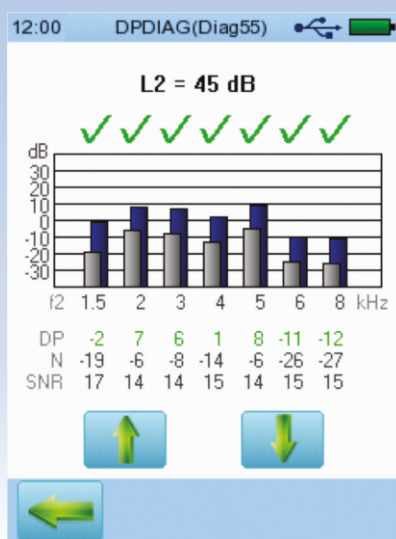 12:00 DPDIAG(Diag55)
L2 = 45 dB
dB
30
20
10
0
-10
-20
-30
f2 1.5 2 3 4 5 6 8 kHz
DP -2 7 6 1 8 -11 -12
N -19 -6 -8 -14 -6 -26 -27
SNR 17 14 14 15 14 15 15